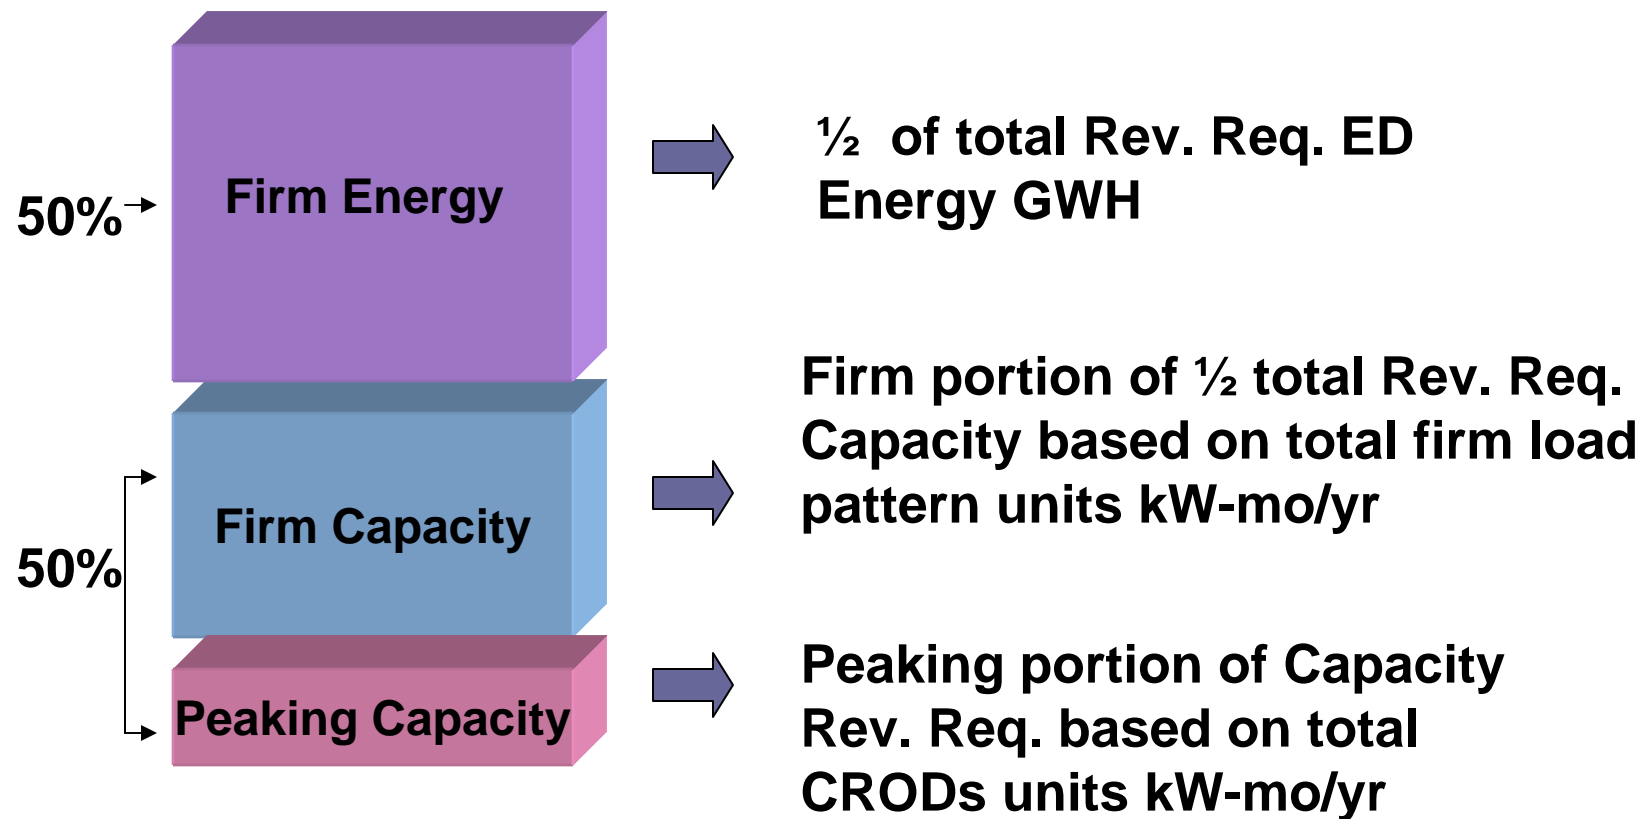 50%
Firm Energy
½ of total Rev. Req. ED
Energy GWH
50%
Firm Capacity
Firm portion of ½ total Rev. Req.
Capacity based on total firm load
pattern units kW-mo/yr
Peaking Capacity
Peaking portion of Capacity
Rev. Req. based on total
CRODs units kW-mo/yr